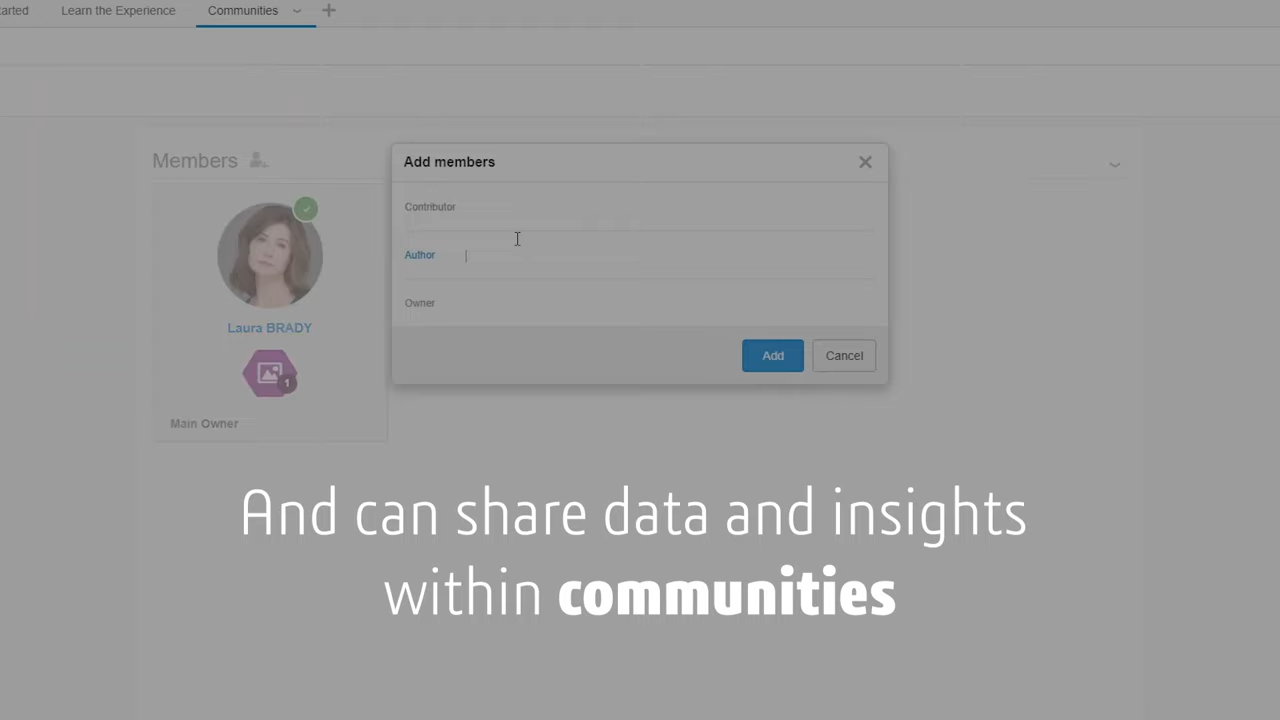 arted
Learn the Experience
Communities
Members
Add members
Contributor
Author
Owner
Laura BRADY
1
Add
Cancel
Main Owner
And can share data and insights
within communities